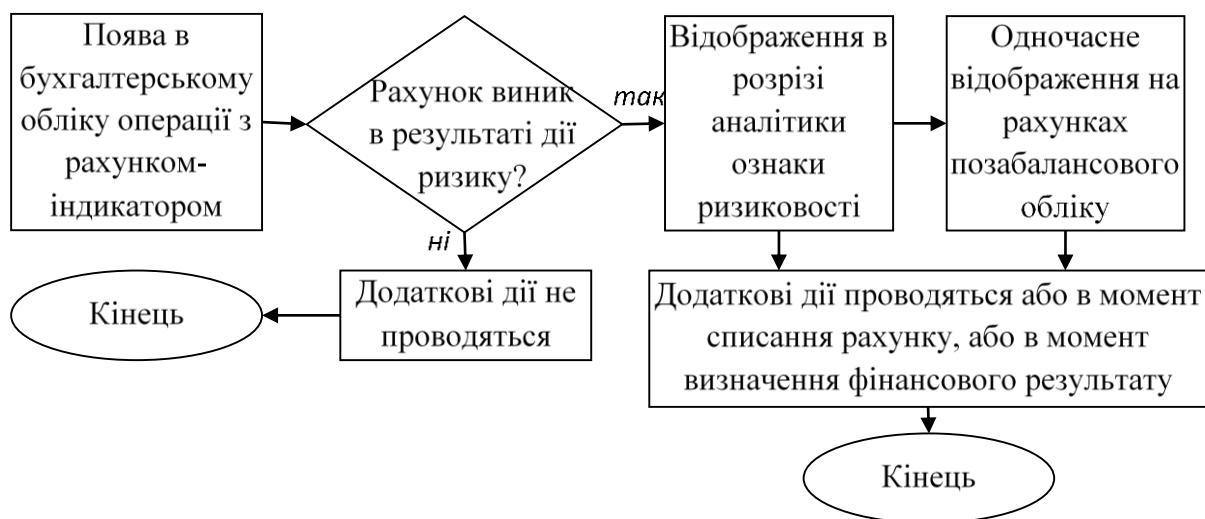 Поява в
бухгалтерському
обліку операції з
рахунком-
індикатором
Рахунок виник
в результаті дії
ризику?
так
Відображення в
розрізі
аналітики
ознаки
ризиковості
Одночасне
відображення на
рахунках
позабалансового
обліку
ні
Кінець
Додаткові дії не
проводяться
Додаткові дії проводяться або в момент
списання рахунку, або в момент
визначення фінансового результату
Кінець